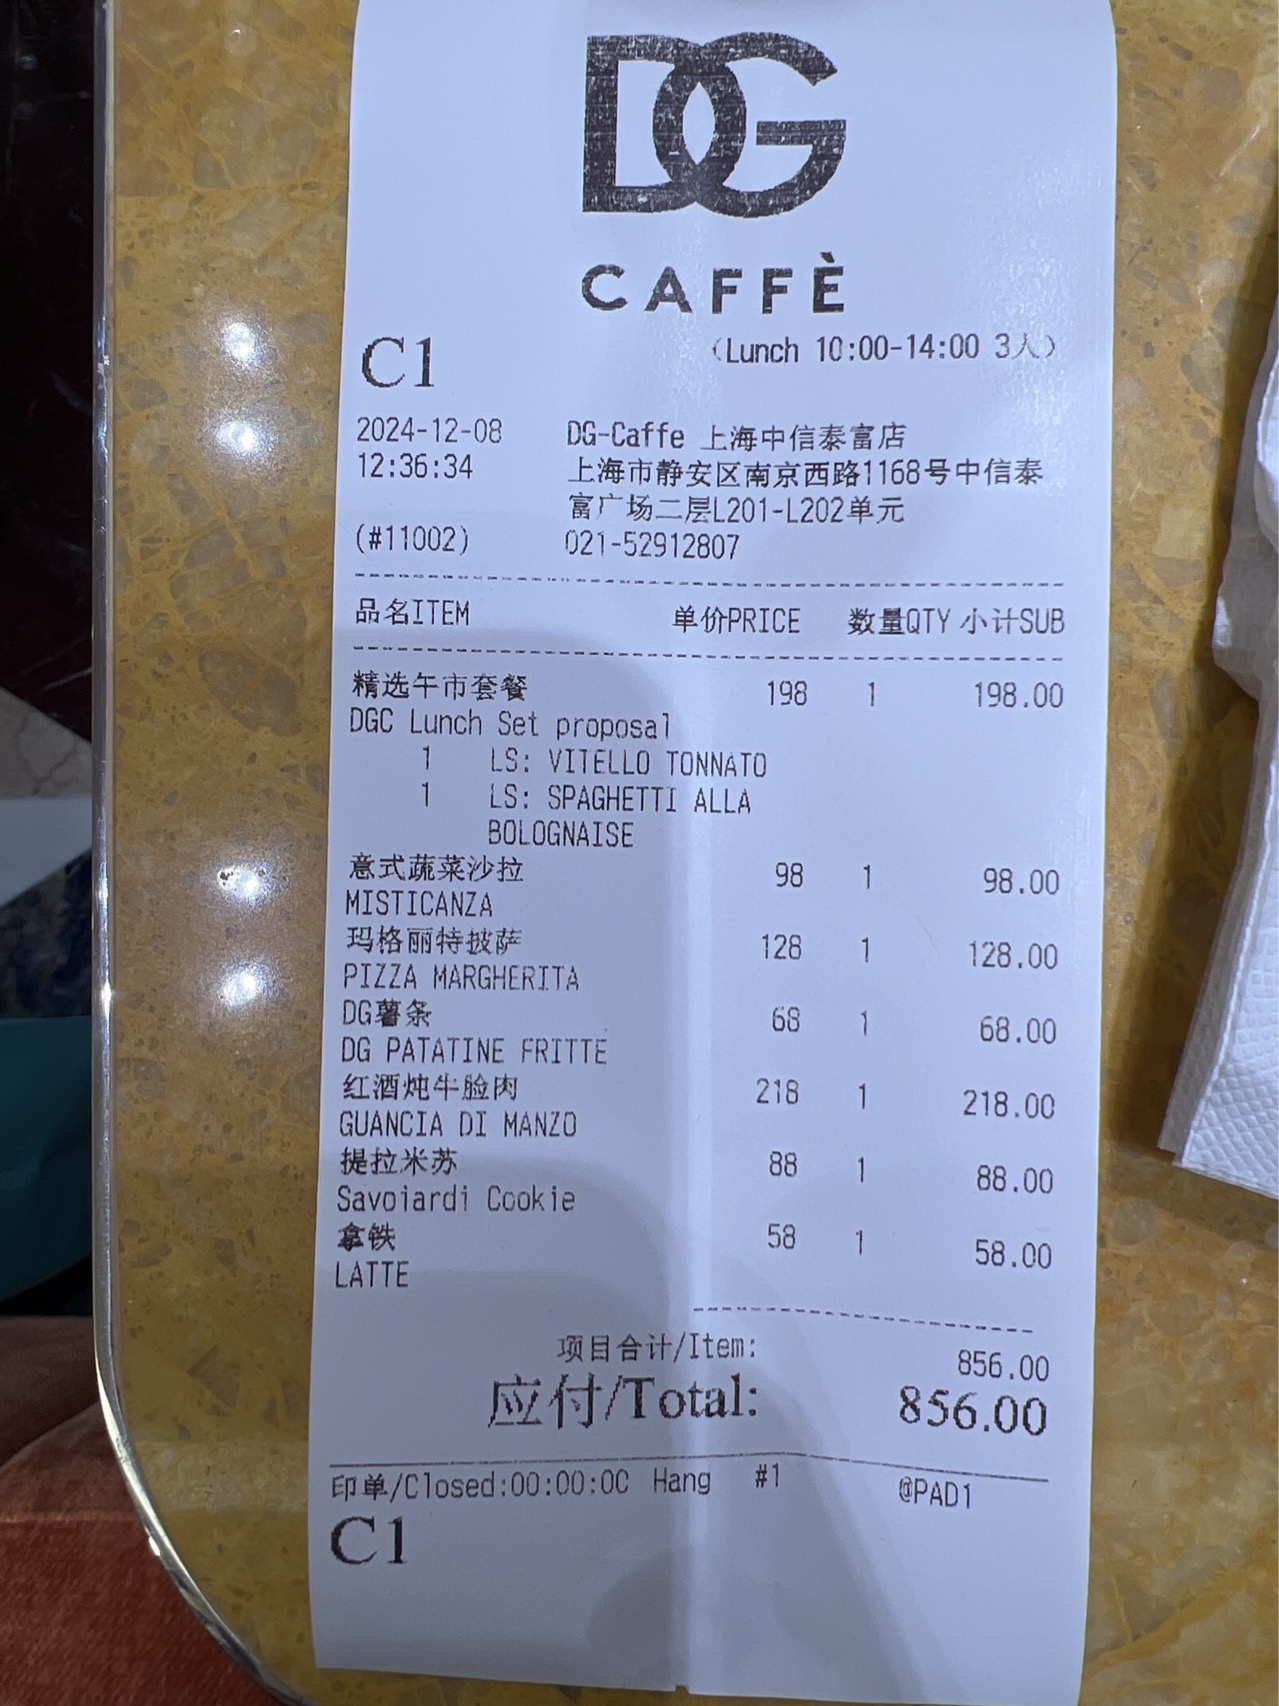 DG
CAFFÈ
C1 (Lunch 10:00-14:00 3人)
2024-12-08 DG-Caffe 上海中信泰富店
12:36:34 上海市静安区南京西路1168号中信泰
富广场二层L201-L202单元
(#11002) 021-52912807
品名ITEM 单价PRICE 数量QTY 小计SUB
精选午市套餐 198 1 198.00
DGC Lunch Set proposal
1 LS: VITELLO TONNATO
1 LS: SPAGHETTI ALLA
BOLOGNAISE
意式蔬菜沙拉 98 1 98.00
MISTICANZA
玛格丽特披萨 128 1 128.00
PIZZA MARGHERITA
DG薯条 68 1 68.00
DG PATATINE FRITTE
红酒炖牛脸肉 218 1 218.00
GUANCIA DI MANZO
提拉米苏 88 1 88.00
Savoiardi Cookie
拿铁 58 1 58.00
LATTE
项目合计/Item: 856.00
应付/Total: 856.00
印单/Closed:00:00:00 Hang #1 @PAD1
C1